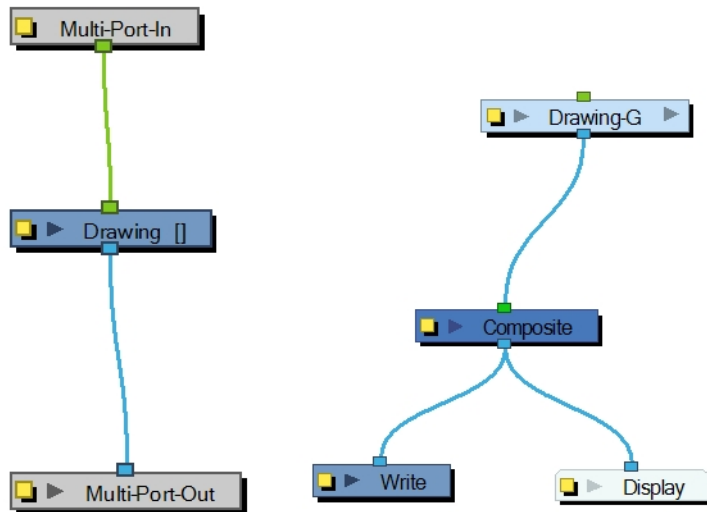 Multi-Port-In
Drawing []
Multi-Port-Out
Drawing-G
Composite
Write
Display